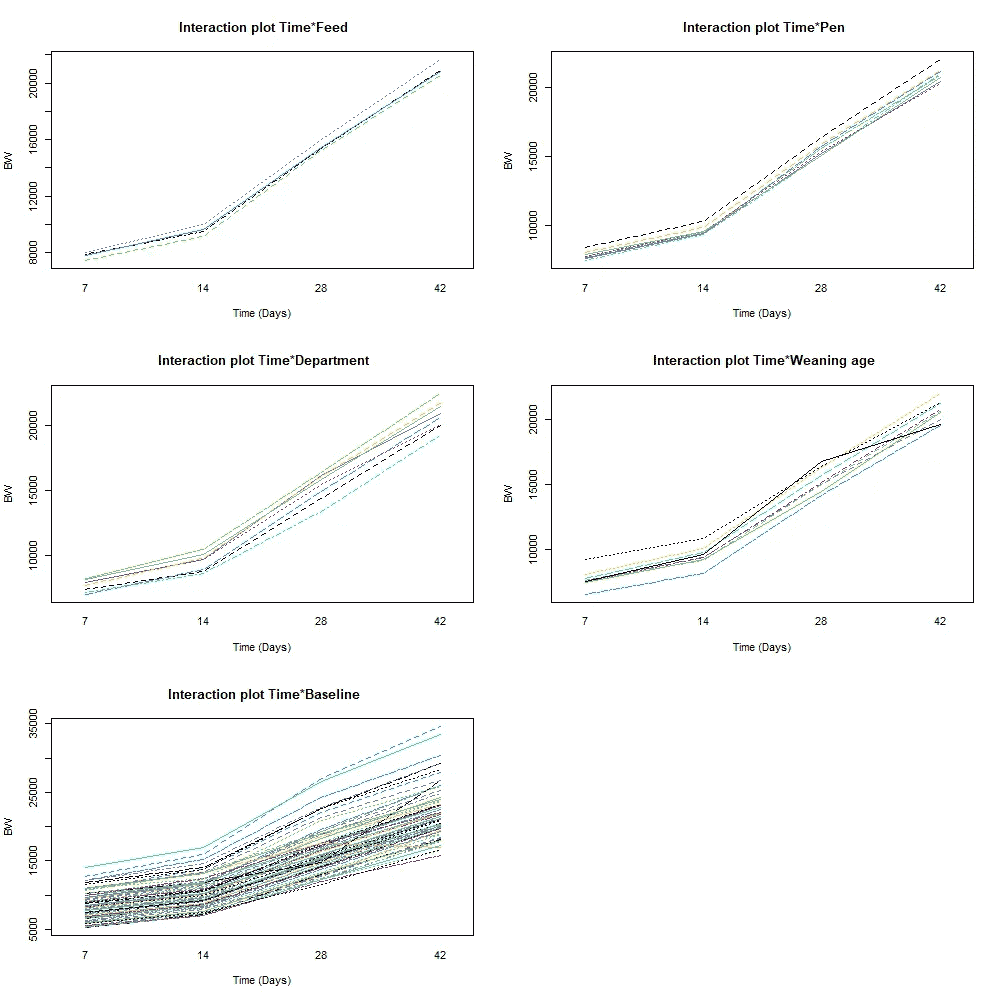 Interaction plot Time*Feed
BW
20000
16000
12000
8000
7 14 28 42
Time (Days)
Interaction plot Time*Pen
BW
20000
15000
10000
7 14 28 42
Time (Days)
Interaction plot Time*Department
BW
20000
15000
10000
7 14 28 42
Time (Days)
Interaction plot Time*Weaning age
BW
20000
15000
10000
7 14 28 42
Time (Days)
Interaction plot Time*Baseline
BW
35000
25000
15000
5000
7 14 28 42
Time (Days)